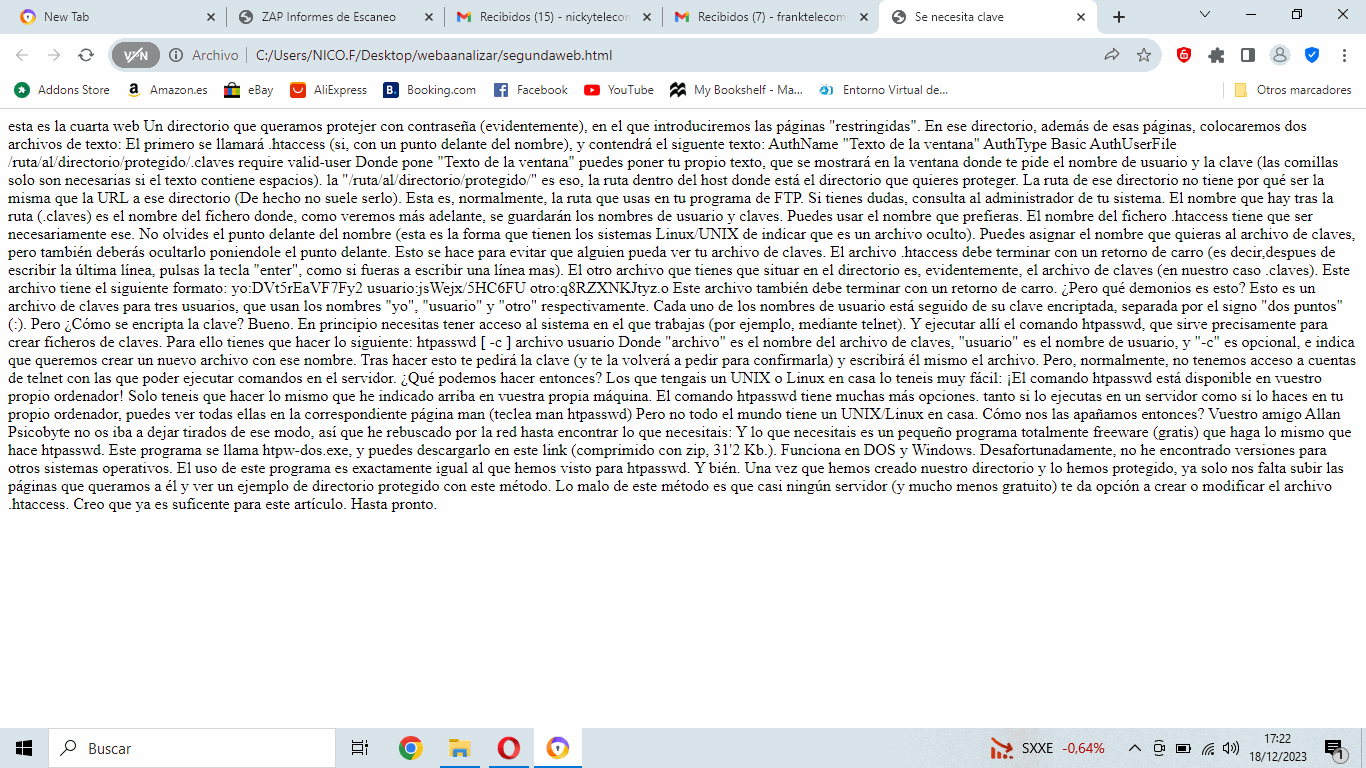 New Tab
ZAP Informes de Escaneo
Recibidos (15) - nickytelecon
Recibidos (7) - franktelecom
Se necesita clave
VPN
Archivo
C:/Users/NICO.F/Desktop/webaanalizar/segundaweb.html
Addons Store
Amazon.es
eBay
AliExpress
Booking.com
Facebook
YouTube
My Bookshelf - Ma...
Entorno Virtual de...
Otros marcadores
esta es la cuarta web Un directorio que queramos protejer con contraseña (evidentemente), en el que introduciremos las páginas "restringidas". En ese directorio, además de esas páginas, colocaremos dos
archivos de texto: El primero se llamará .htaccess (si, con un punto delante del nombre), y contendrá el siguente texto: AuthName "Texto de la ventana" AuthType Basic AuthUserFile
/ruta/al/directorio/protegido/.claves require valid-user Donde pone "Texto de la ventana" puedes poner tu propio texto, que se mostrará en la ventana donde te pide el nombre de usuario y la clave (las comillas
solo son necesarias si el texto contiene espacios). la "/ruta/al/directorio/protegido/" es eso, la ruta dentro del host donde está el directorio que quieres proteger. La ruta de ese directorio no tiene por qué ser la
misma que la URL a ese directorio (De hecho no suele serlo). Esta es, normalmente, la ruta que usas en tu programa de FTP. Si tienes dudas, consulta al administrador de tu sistema. El nombre que hay tras la
ruta (.claves) es el nombre del fichero donde, como veremos más adelante, se guardarán los nombres de usuario y claves. Puedes usar el nombre que prefieras. El nombre del fichero .htaccess tiene que ser
necesariamente ese. No olvides el punto delante del nombre (esta es la forma que tienen los sistemas Linux/UNIX de indicar que es un archivo oculto). Puedes asignar el nombre que quieras al archivo de claves,
pero también deberás ocultarlo poniendole el punto delante. Esto se hace para evitar que alguien pueda ver tu archivo de claves. El archivo .htaccess debe terminar con un retorno de carro (es decir,despues de
escribir la última línea, pulsas la tecla "enter", como si fueras a escribir una línea mas). El otro archivo que tienes que situar en el directorio es, evidentemente, el archivo de claves (en nuestro caso .claves). Este
archivo tiene el siguiente formato: yo:DVt5rEaVF7Fy2 usuario:jsWejx/5HC6FU otro:q8RZXNKJtyz.o Este archivo también debe terminar con un retorno de carro. ¿Pero qué demonios es esto? Esto es un
archivo de claves para tres usuarios, que usan los nombres "yo", "usuario" y "otro" respectivamente. Cada uno de los nombres de usuario está seguido de su clave encriptada, separada por el signo "dos puntos"
(:). Pero ¿Cómo se encripta la clave? Bueno. En principio necesitas tener acceso al sistema en el que trabajas (por ejemplo, mediante telnet). Y ejecutar allí el comando htpasswd, que sirve precisamente para
crear ficheros de claves. Para ello tienes que hacer lo siguiente: htpasswd [ -c ] archivo usuario Donde "archivo" es el nombre del archivo de claves, "usuario" es el nombre de usuario, y "-c" es opcional, e indica
que queremos crear un nuevo archivo con ese nombre. Tras hacer esto te pedirá la clave (y te la volverá a pedir para confirmarla) y escribirá él mismo el archivo. Pero, normalmente, no tenemos acceso a cuentas
de telnet con las que poder ejecutar comandos en el servidor. ¿Qué podemos hacer entonces? Los que tengais un UNIX o Linux en casa lo teneis muy fácil: ¡El comando htpasswd está disponible en vuestro
propio ordenador! Solo teneis que hacer lo mismo que he indicado arriba en vuestra propia máquina. El comando htpasswd tiene muchas más opciones. tanto si lo ejecutas en un servidor como si lo haces en tu
propio ordenador, puedes ver todas ellas en la correspondiente página man (teclea man htpasswd) Pero no todo el mundo tiene un UNIX/Linux en casa. Cómo nos las apañamos entonces? Vuestro amigo Allan
Psicobyte no os iba a dejar tirados de ese modo, así que he rebuscado por la red hasta encontrar lo que necesitais: Y lo que necesitais es un pequeño programa totalmente freeware (gratis) que haga lo mismo que
hace htpasswd. Este programa se llama htpw-dos.exe, y puedes descargarlo en este link (comprimido con zip, 31'2 Kb.). Funciona en DOS y Windows. Desafortunadamente, no he encontrado versiones para
otros sistemas operativos. El uso de este programa es exactamente igual al que hemos visto para htpasswd. Y bién. Una vez que hemos creado nuestro directorio y lo hemos protegido, ya solo nos falta subir las
páginas que queramos a él y ver un ejemplo de directorio protegido con este método. Lo malo de este método es que casi ningún servidor (y mucho menos gratuito) te da opción a crear o modificar el archivo
.htaccess. Creo que ya es suficente para este artículo. Hasta pronto.
Buscar
SXXE -0,64%
17:22
18/12/2023
1